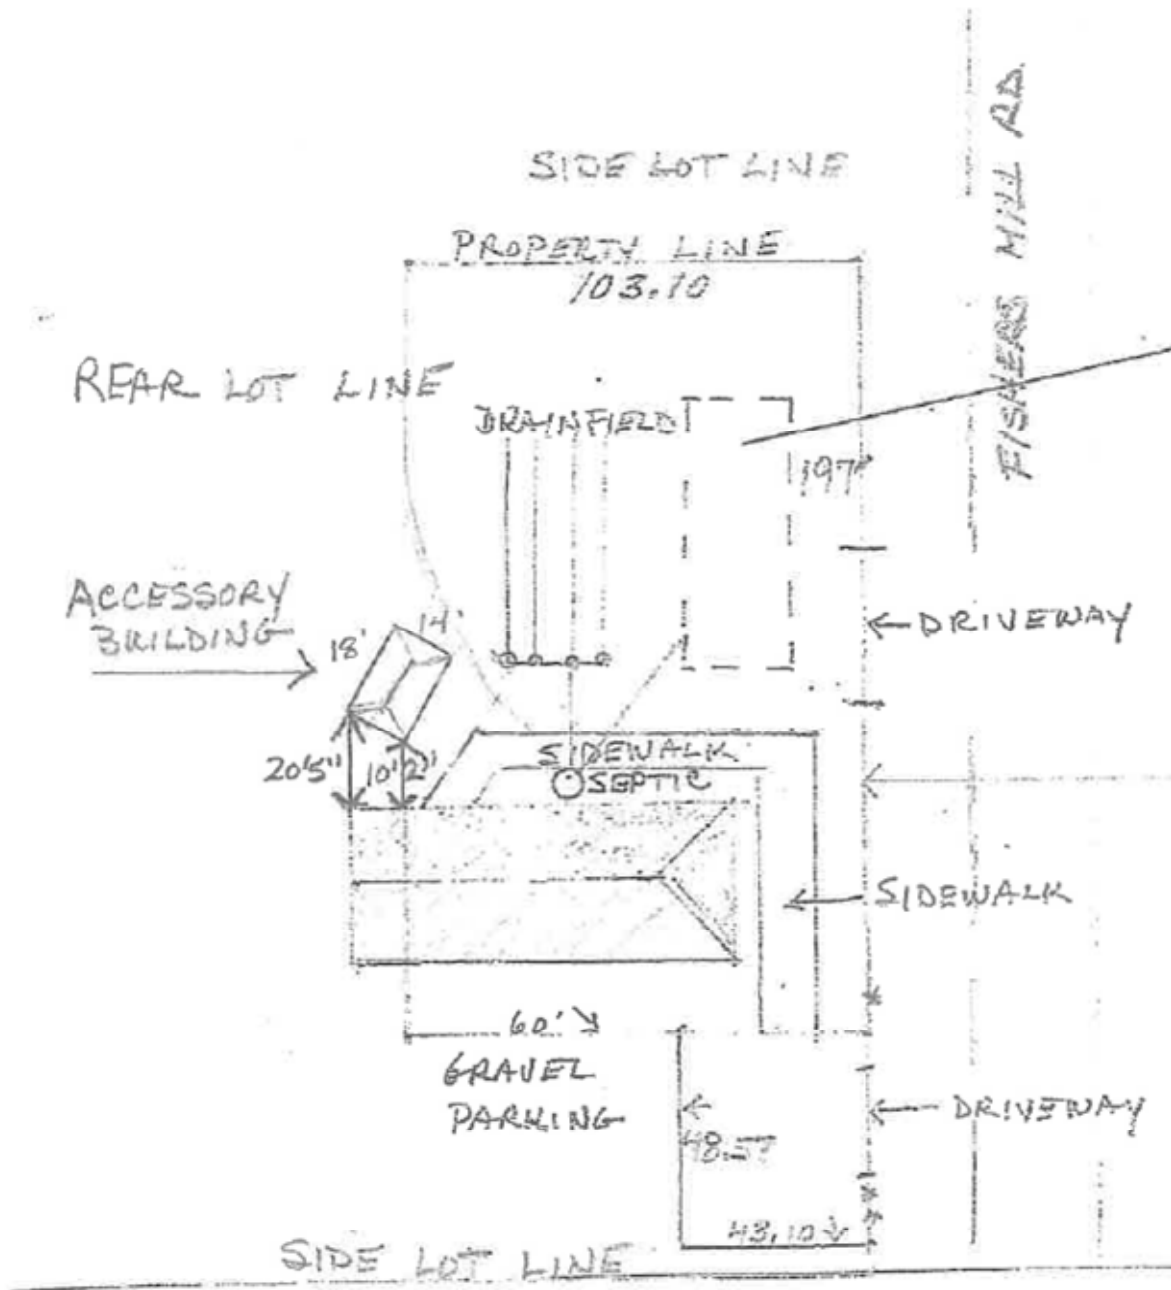 SIDE LOT LINE
PROPERTY LINE
103.10
FISHERS MILL RD.
REAR LOT LINE
DRAINFIELD
197'
ACCESSORY
BUILDING
18'
14'
DRIVEWAY
20'5"
10'2"
SIDEWALK
SEPTIC
SIDEWALK
60'
GRAVEL
PARKING
DRIVEWAY
48.57
43.10
SIDE LOT LINE